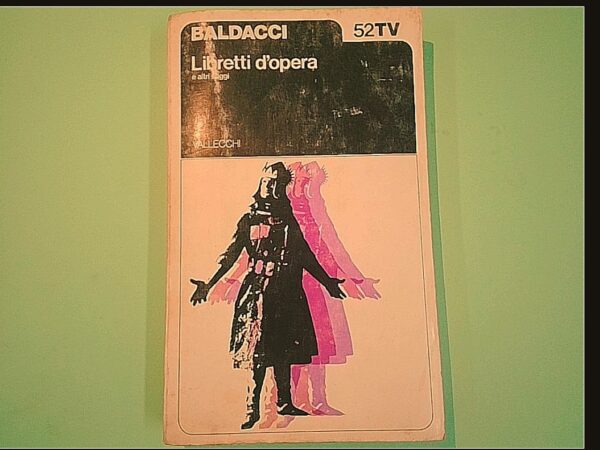 BALDACCI
52TV
Libretti d'opera
e altri saggi
VALLECCHI